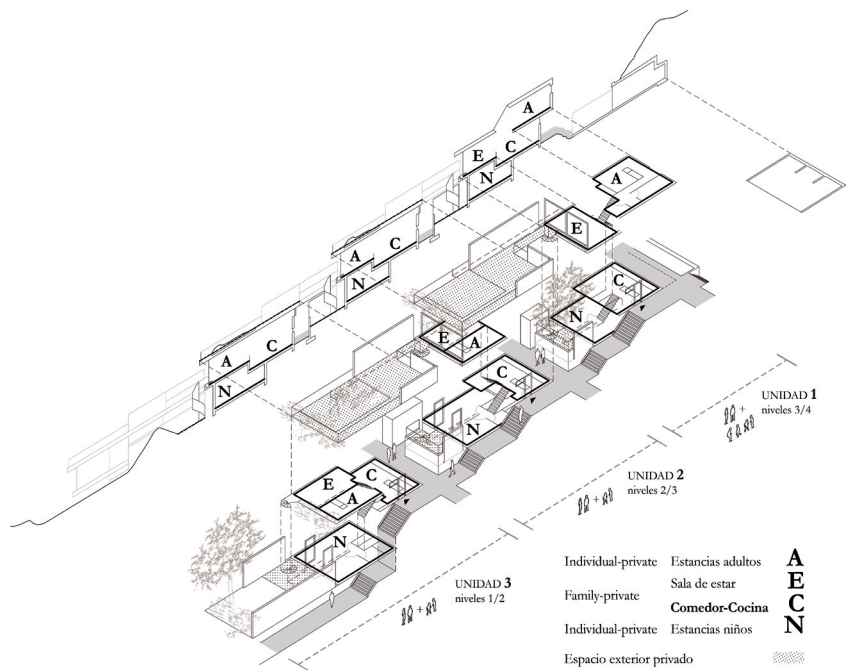 A
E
C
N
A
C
N
A
C
N
A
E
C
N
E
A
C
N
E
C
A
N
UNIDAD 1
niveles 3/4
UNIDAD 2
niveles 2/3
UNIDAD 3
niveles 1/2
Individual-private Estancias adultos A
Sala de estar E
Family-private
Comedor-Cocina C
Individual-private Estancias niños N
Espacio exterior privado